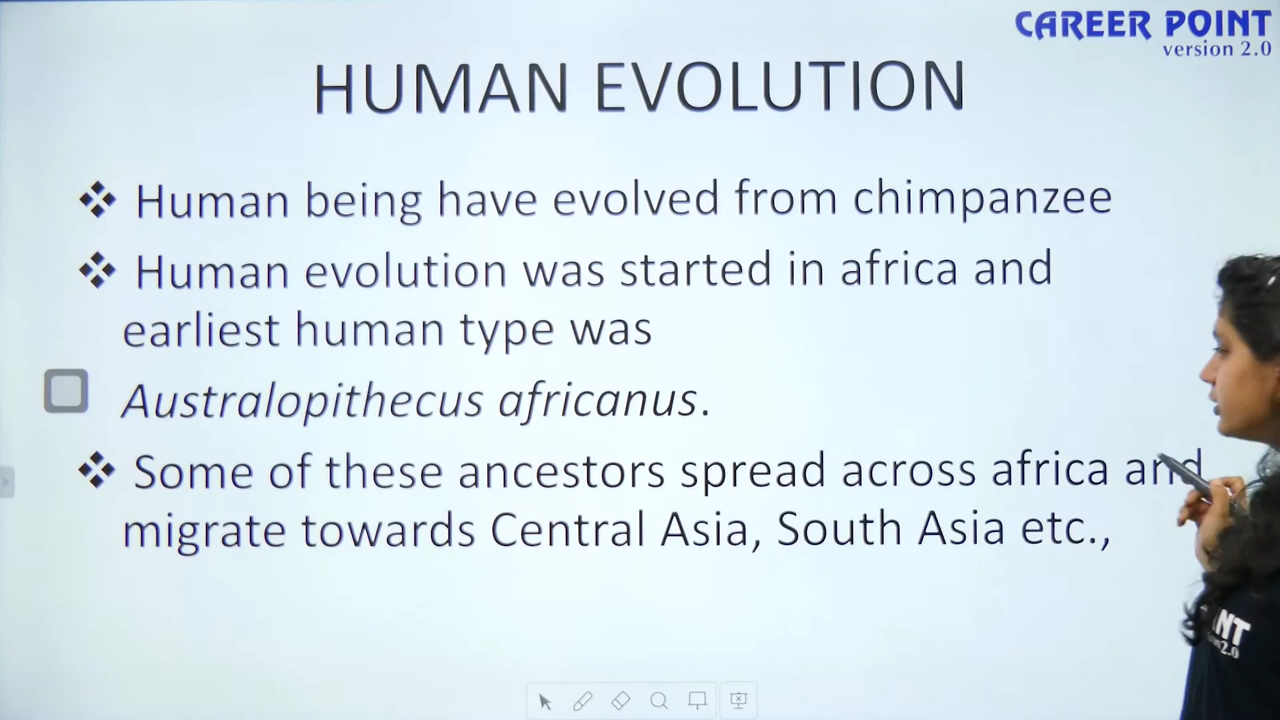 CAREER POINT
version 2.0
HUMAN EVOLUTION
Human being have evolved from chimpanzee
Human evolution was started in africa and
earliest human type was
Australopithecus africanus.
Some of these ancestors spread across africa and
migrate towards Central Asia, South Asia etc.,